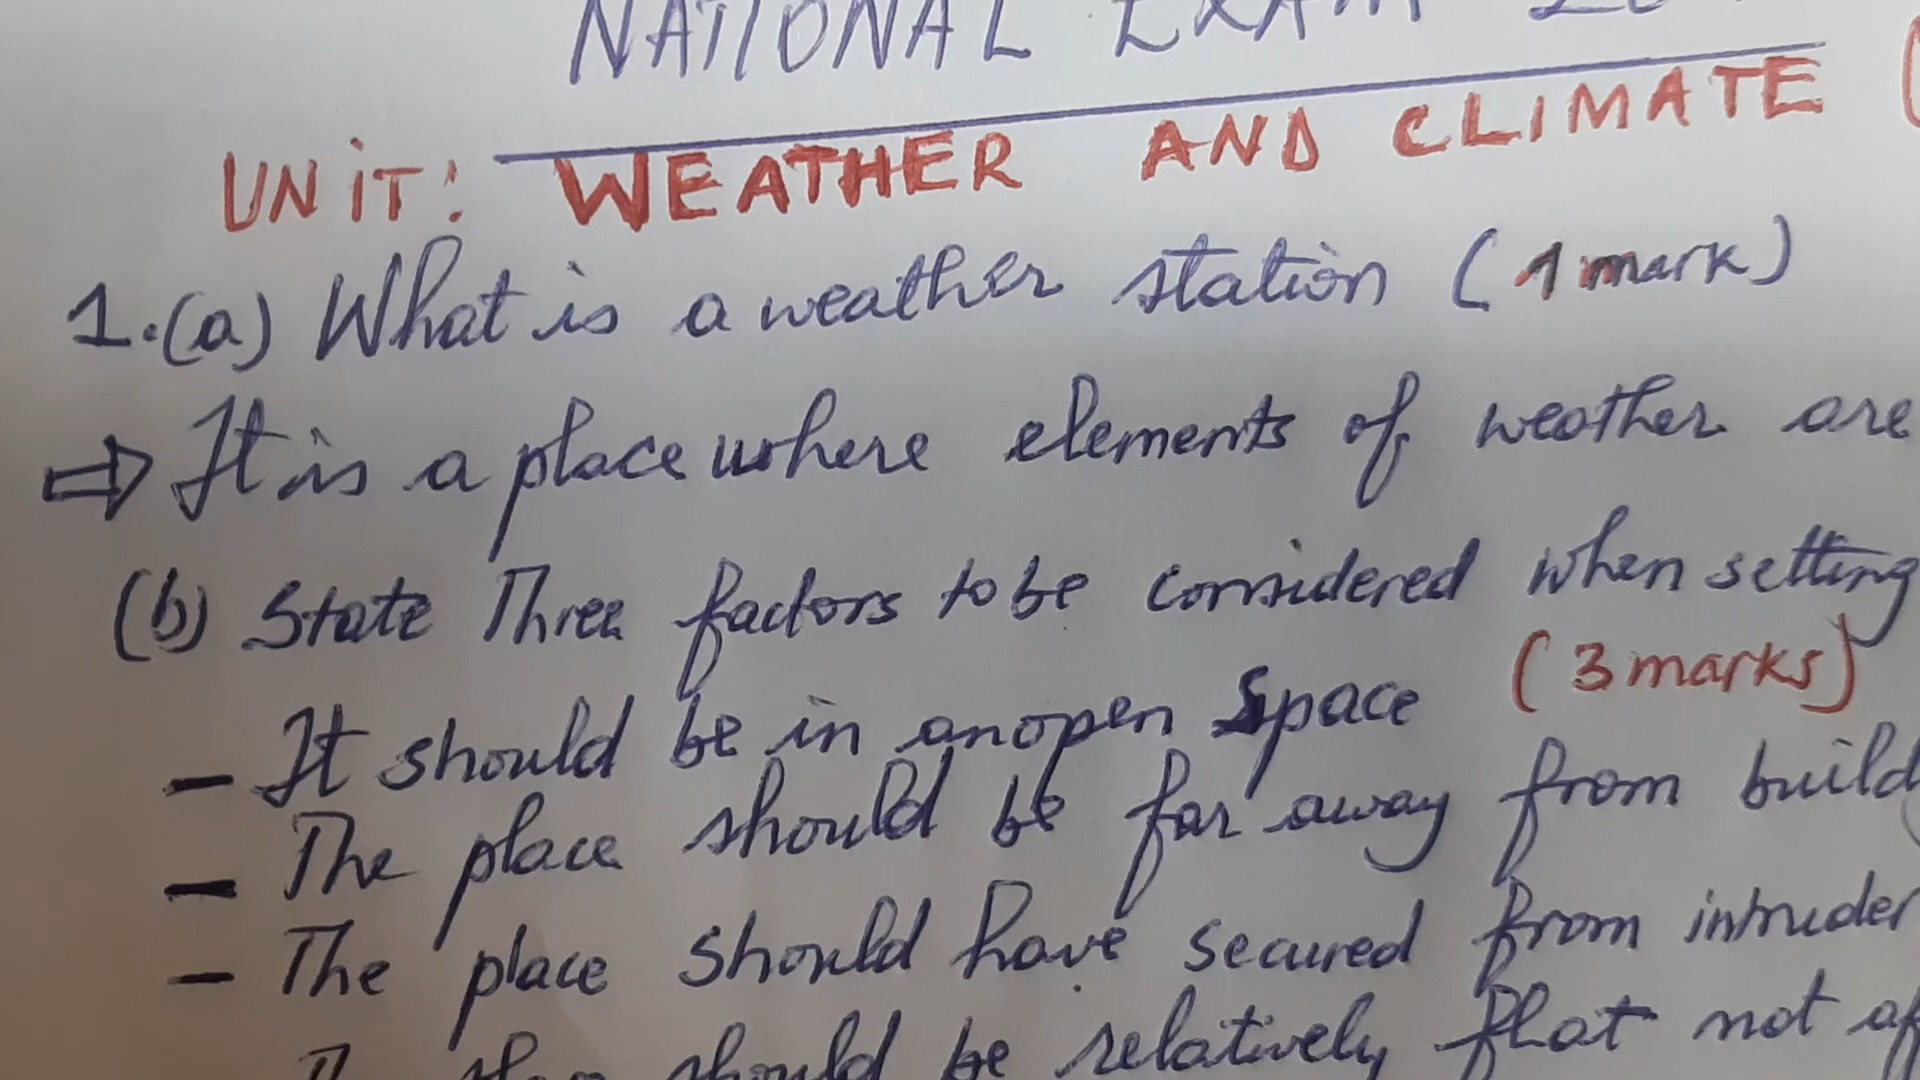 NATIONAL EXAM
UNIT: WEATHER AND CLIMATE
1.(a) What is a weather station (1 mark)
⇒ It is a place where elements of weather are
(b) State Three factors to be considered when setting
(3 marks)
- It should be in an open space
- The place should be far away from build
- The place should have secured from intruder
should be relatively flat not